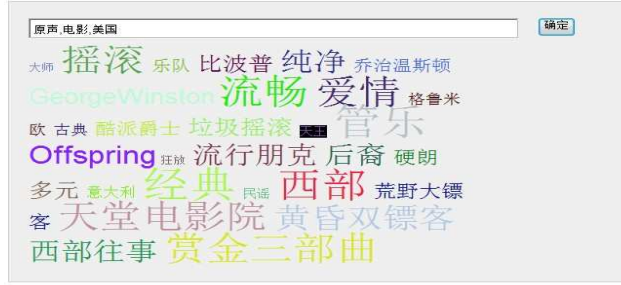 原声,电影,美国 确定
大师 摇滚 乐队 比波普 纯净 乔治温斯顿
GeorgeWinston 流畅 爱情 格鲁米
欧 古典 酷派爵士 垃圾摇滚 天王 管乐
Offspring 狂放 流行朋克 后裔 硬朗
多元 意大利 经典 民谣 西部 荒野大镖
客 天堂电影院 黄昏双镖客
西部往事 赏金三部曲